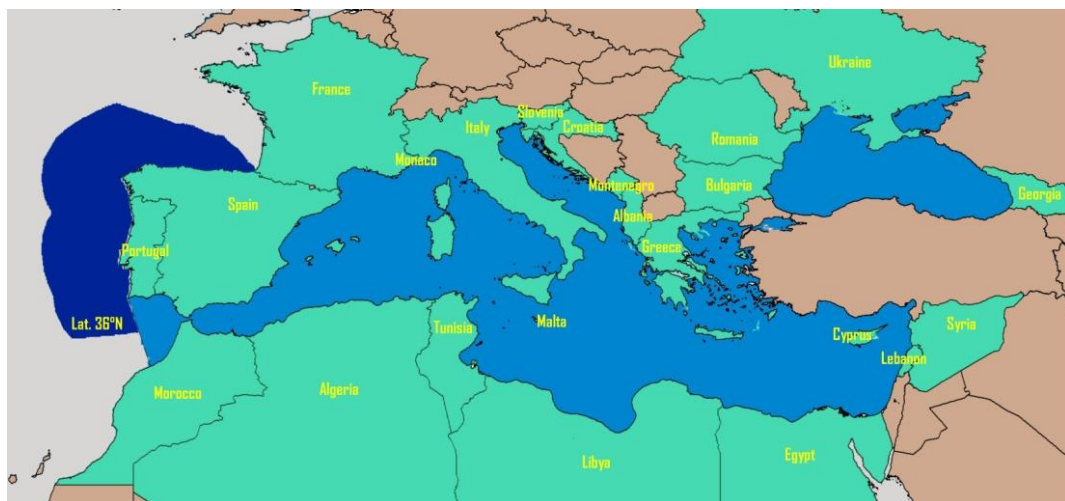 Ukraine
France
Slovenia
Italy
Croatia
Romania
Monaco
Montenegro
Bulgaria
Georgia
Spain
Albania
Portugal
Greece
Lat. 36°N
Tunisia
Malta
Cyprus
Syria
Lebanon
Morocco
Algeria
Libya
Egypt